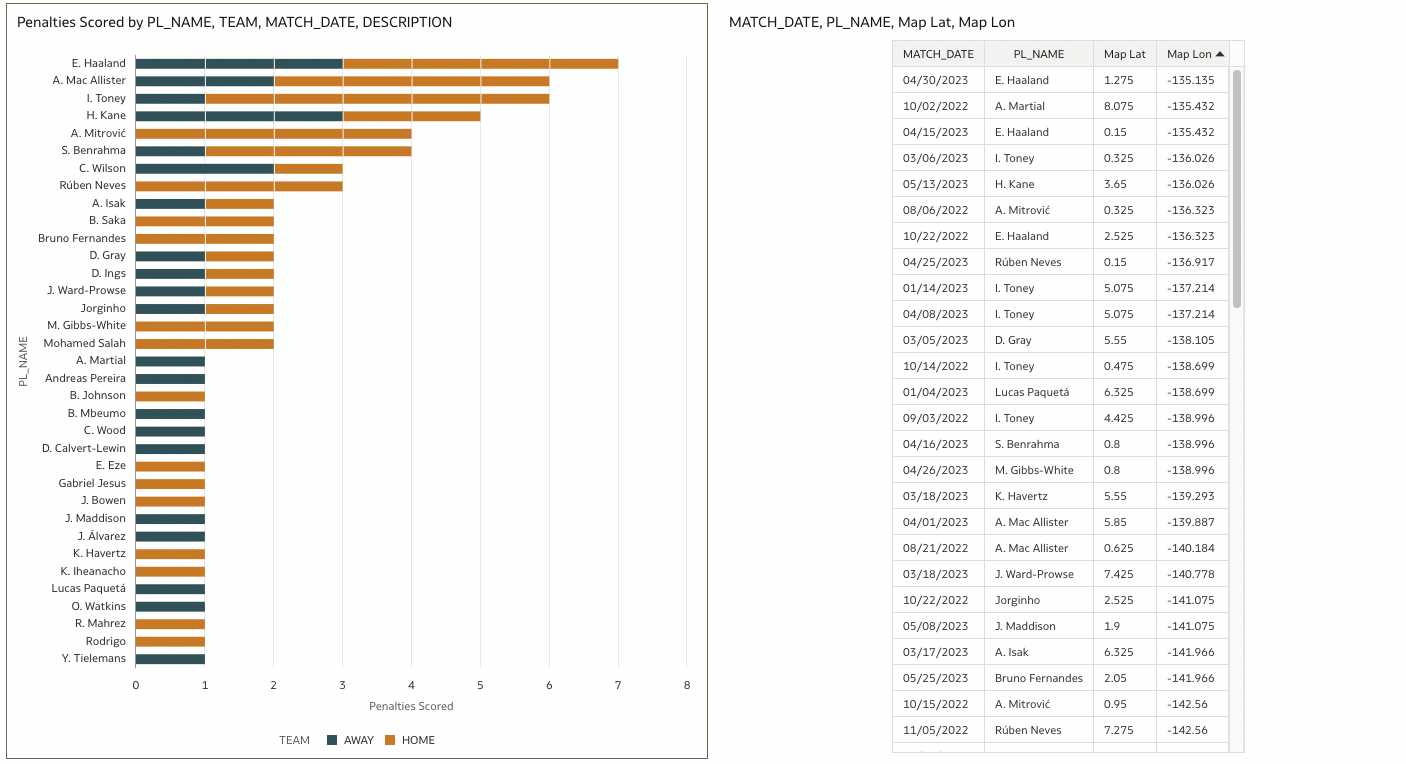 Penalties Scored by PL_NAME, TEAM, MATCH_DATE, DESCRIPTION
PL_NAME
E. Haaland
A. Mac Allister
I. Toney
H. Kane
A. Mitrović
S. Benrahma
C. Wilson
Rúben Neves
A. Isak
B. Saka
Bruno Fernandes
D. Gray
D. Ings
J. Ward-Prowse
Jorginho
M. Gibbs-White
Mohamed Salah
A. Martial
Andreas Pereira
B. Johnson
B. Mbeumo
C. Wood
D. Calvert-Lewin
E. Eze
Gabriel Jesus
J. Bowen
J. Maddison
J. Álvarez
K. Havertz
K. Iheanacho
Lucas Paquetá
O. Watkins
R. Mahrez
Rodrigo
Y. Tielemans
0 1 2 3 4 5 6 7 8
Penalties Scored
TEAM AWAY HOME
MATCH_DATE, PL_NAME, Map Lat, Map Lon
MATCH_DATE PL_NAME Map Lat Map Lon
04/30/2023 E. Haaland 1.275 -135.135
10/02/2022 A. Martial 8.075 -135.432
04/15/2023 E. Haaland 0.15 -135.432
03/06/2023 I. Toney 0.325 -136.026
05/13/2023 H. Kane 3.65 -136.026
08/06/2022 A. Mitrović 0.325 -136.323
10/22/2022 E. Haaland 2.525 -136.323
04/25/2023 Rúben Neves 0.15 -136.917
01/14/2023 I. Toney 5.075 -137.214
04/08/2023 I. Toney 5.075 -137.214
03/05/2023 D. Gray 5.55 -138.105
10/14/2022 I. Toney 0.475 -138.699
01/04/2023 Lucas Paquetá 6.325 -138.699
09/03/2022 I. Toney 4.425 -138.996
04/16/2023 S. Benrahma 0.8 -138.996
04/26/2023 M. Gibbs-White 0.8 -138.996
03/18/2023 K. Havertz 5.55 -139.293
04/01/2023 A. Mac Allister 5.85 -139.887
08/21/2022 A. Mac Allister 0.625 -140.184
03/18/2023 J. Ward-Prowse 7.425 -140.778
10/22/2022 Jorginho 2.525 -141.075
05/08/2023 J. Maddison 1.9 -141.075
03/17/2023 A. Isak 6.325 -141.966
05/25/2023 Bruno Fernandes 2.05 -141.966
10/15/2022 A. Mitrović 0.95 -142.56
11/05/2022 Rúben Neves 7.275 -142.56